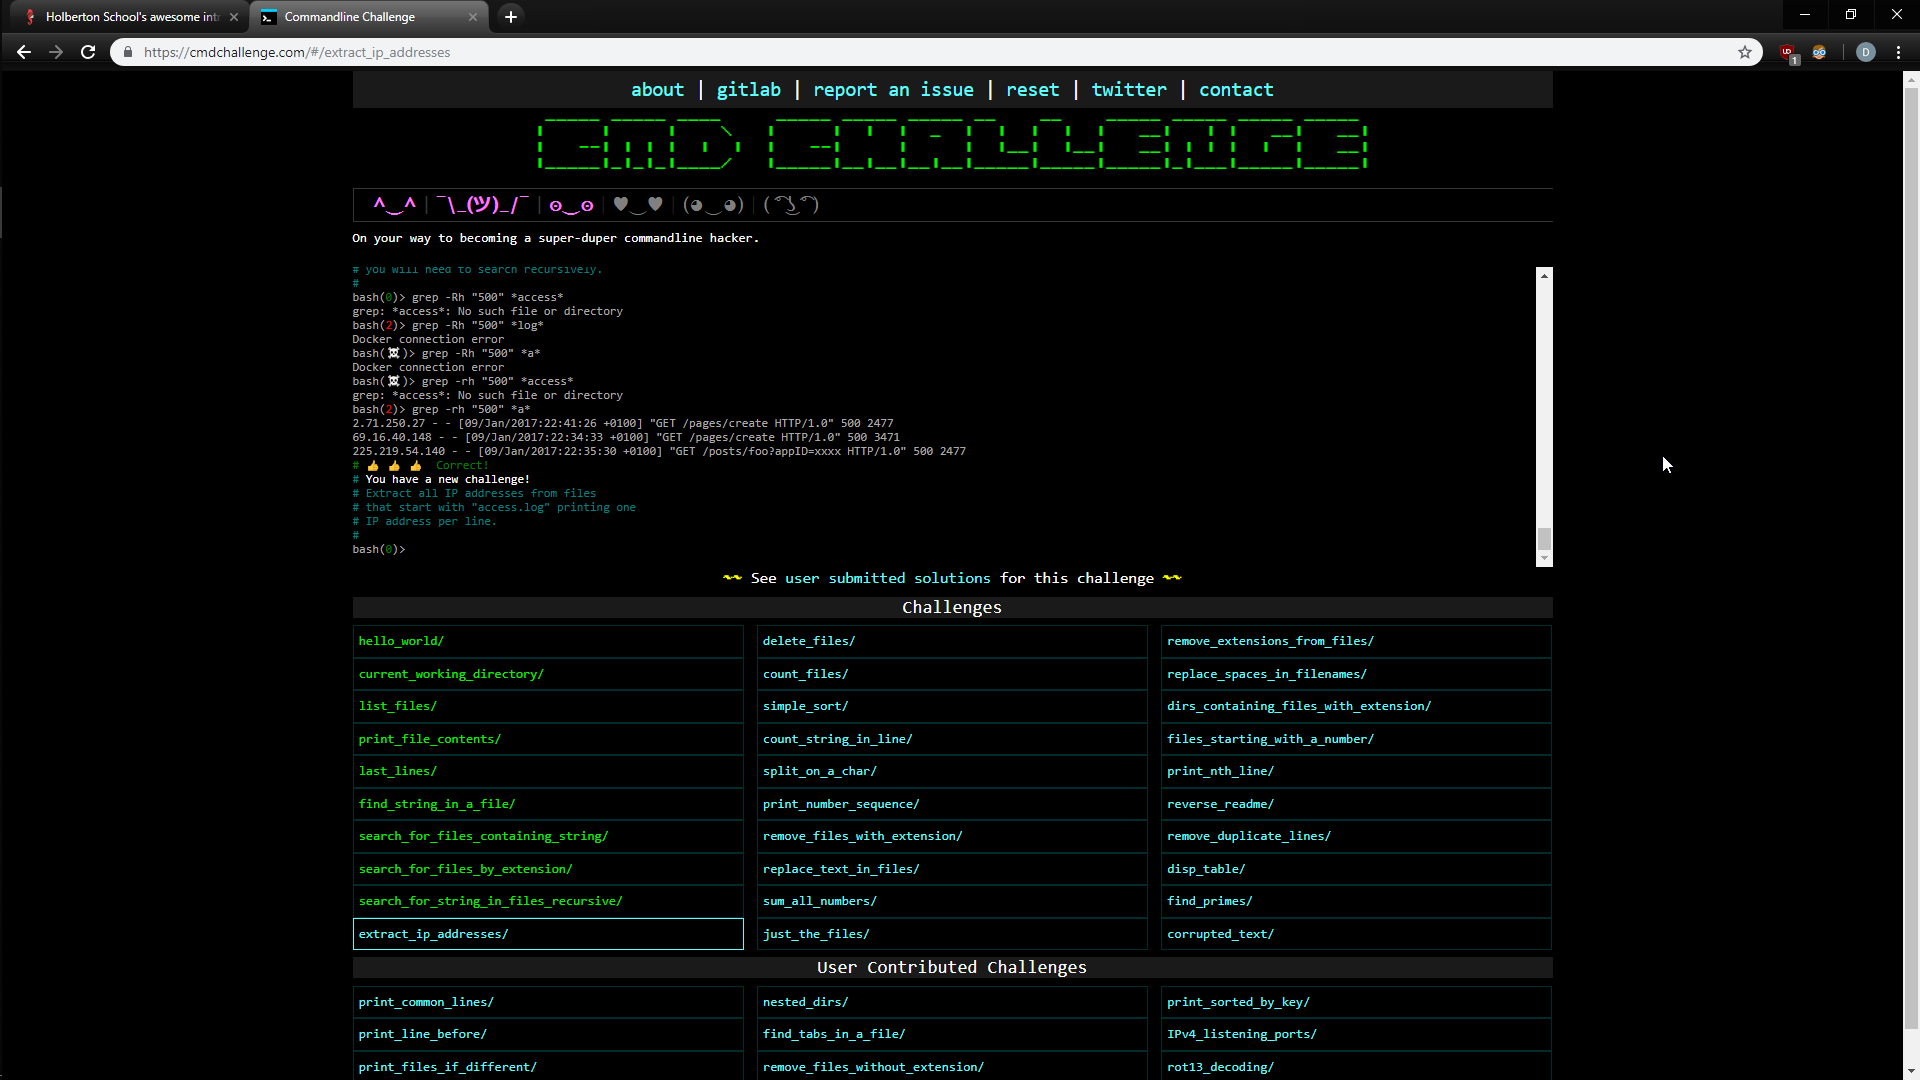 Holberton School's awesome int
Commandline Challenge
https://cmdchallenge.com/#/extract_ip_addresses
1
D
about | gitlab | report an issue | reset | twitter | contact
CMD CHALLENGE
^‿^ | ¯\_(ツ)_/¯ | ʘ‿ʘ | ♥‿♥ | (◕‿◕) | ( ͡° ͜ʖ ͡°)
On your way to becoming a super-duper commandline hacker.
# you will need to search recursively.
#
bash(0)> grep -Rh "500" *access*
grep: *access*: No such file or directory
bash(2)> grep -Rh "500" *log*
Docker connection error
bash(☠)> grep -Rh "500" *a*
Docker connection error
bash(☠)> grep -rh "500" *access*
grep: *access*: No such file or directory
bash(2)> grep -rh "500" *a*
2.71.250.27 - - [09/Jan/2017:22:41:26 +0100] "GET /pages/create HTTP/1.0" 500 2477
69.16.40.148 - - [09/Jan/2017:22:34:33 +0100] "GET /pages/create HTTP/1.0" 500 3471
225.219.54.140 - - [09/Jan/2017:22:35:30 +0100] "GET /posts/foo?appID=xxxx HTTP/1.0" 500 2477
# 👍 👍 👍 Correct!
# You have a new challenge!
# Extract all IP addresses from files
# that start with "access.log" printing one
# IP address per line.
#
bash(0)>
~~ See user submitted solutions for this challenge ~~
Challenges
hello_world/
delete_files/
remove_extensions_from_files/
current_working_directory/
count_files/
replace_spaces_in_filenames/
list_files/
simple_sort/
dirs_containing_files_with_extension/
print_file_contents/
count_string_in_line/
files_starting_with_a_number/
last_lines/
split_on_a_char/
print_nth_line/
find_string_in_a_file/
print_number_sequence/
reverse_readme/
search_for_files_containing_string/
remove_files_with_extension/
remove_duplicate_lines/
search_for_files_by_extension/
replace_text_in_files/
disp_table/
search_for_string_in_files_recursive/
sum_all_numbers/
find_primes/
extract_ip_addresses/
just_the_files/
corrupted_text/
User Contributed Challenges
print_common_lines/
nested_dirs/
print_sorted_by_key/
print_line_before/
find_tabs_in_a_file/
IPv4_listening_ports/
print_files_if_different/
remove_files_without_extension/
rot13_decoding/